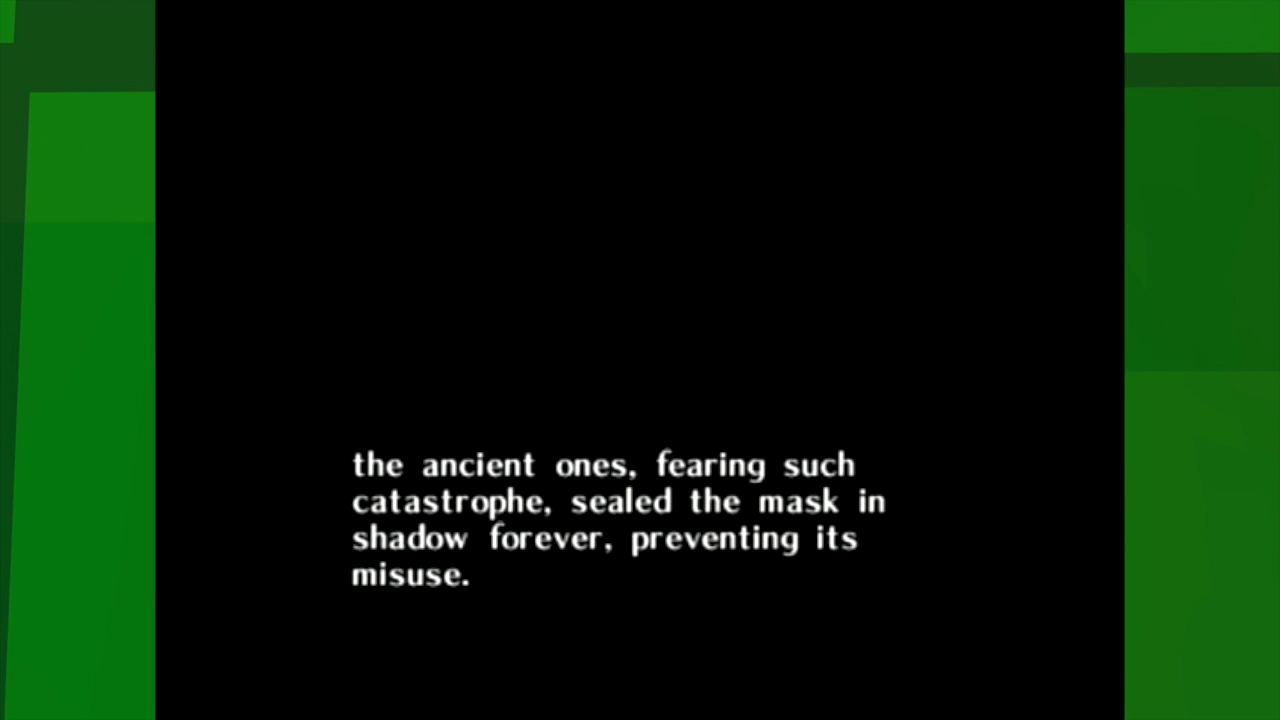 the ancient ones, fearing such
catastrophe, sealed the mask in
shadow forever, preventing its
misuse.